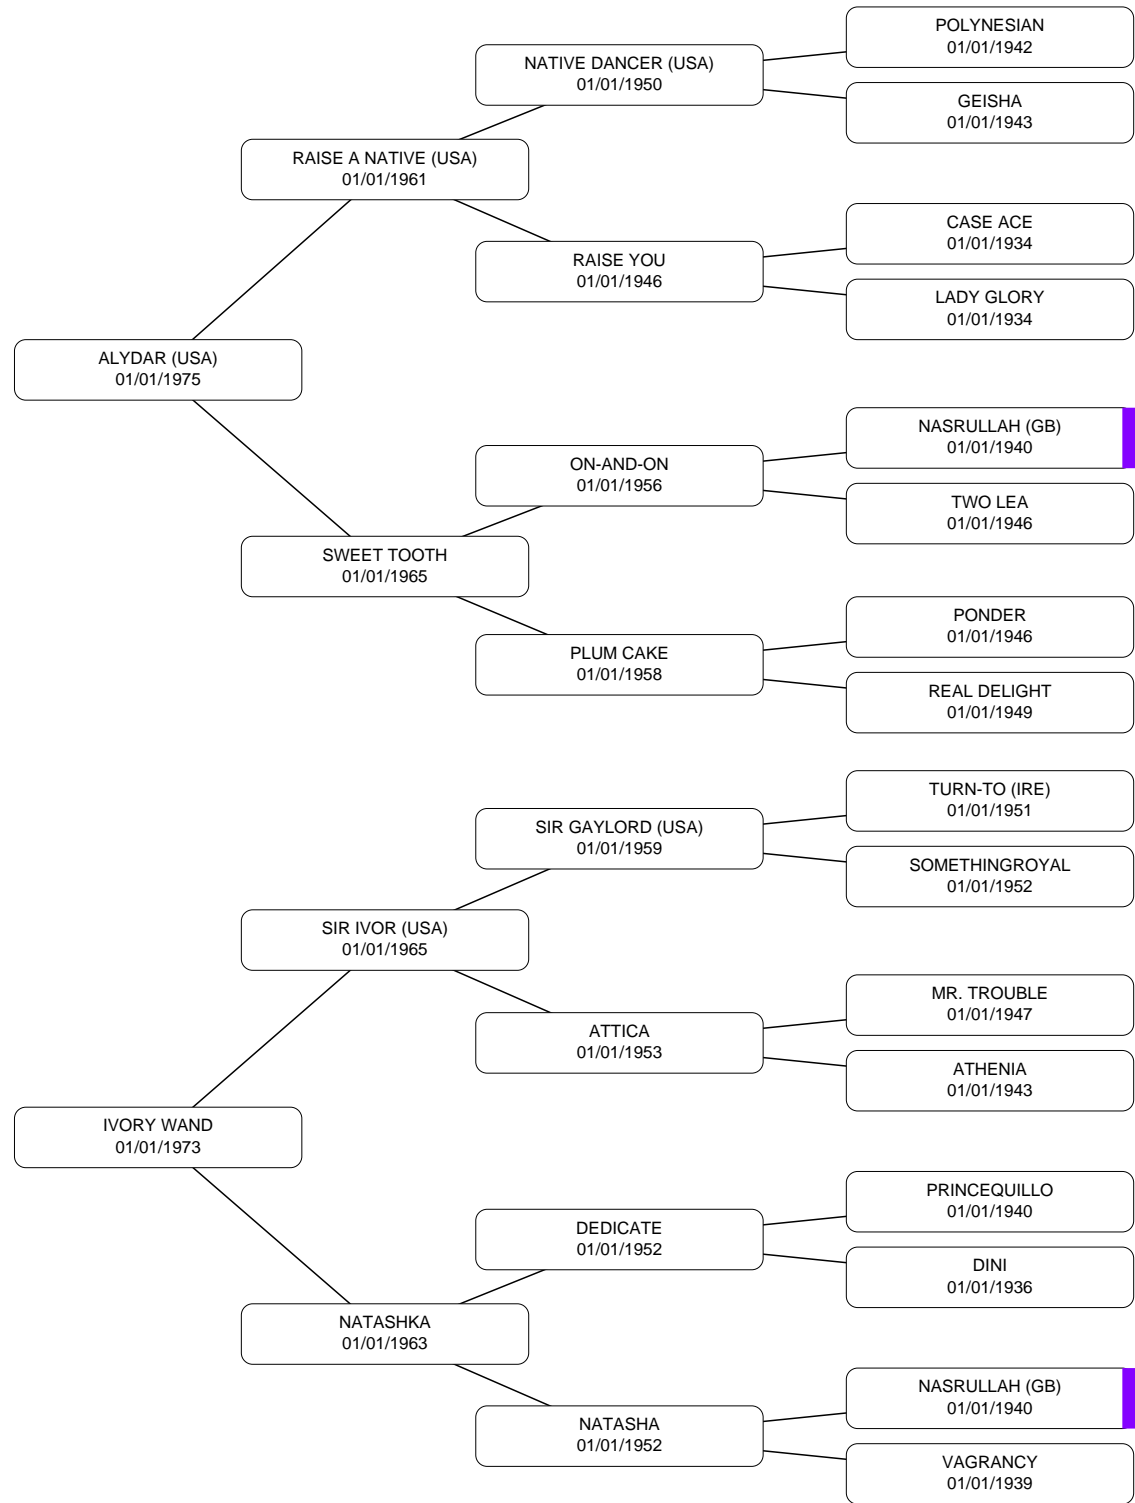 POLYNESIAN
01/01/1942
NATIVE DANCER (USA)
01/01/1950
GEISHA
01/01/1943
RAISE A NATIVE (USA)
01/01/1961
CASE ACE
01/01/1934
RAISE YOU
01/01/1946
LADY GLORY
01/01/1934
ALYDAR (USA)
01/01/1975
NASRULLAH (GB)
01/01/1940
ON-AND-ON
01/01/1956
TWO LEA
01/01/1946
SWEET TOOTH
01/01/1965
PONDER
01/01/1946
PLUM CAKE
01/01/1958
REAL DELIGHT
01/01/1949
TURN-TO (IRE)
01/01/1951
SIR GAYLORD (USA)
01/01/1959
SOMETHINGROYAL
01/01/1952
SIR IVOR (USA)
01/01/1965
MR. TROUBLE
01/01/1947
ATTICA
01/01/1953
ATHENIA
01/01/1943
IVORY WAND
01/01/1973
PRINCEQUILLO
01/01/1940
DEDICATE
01/01/1952
DINI
01/01/1936
NATASHKA
01/01/1963
NASRULLAH (GB)
01/01/1940
NATASHA
01/01/1952
VAGRANCY
01/01/1939